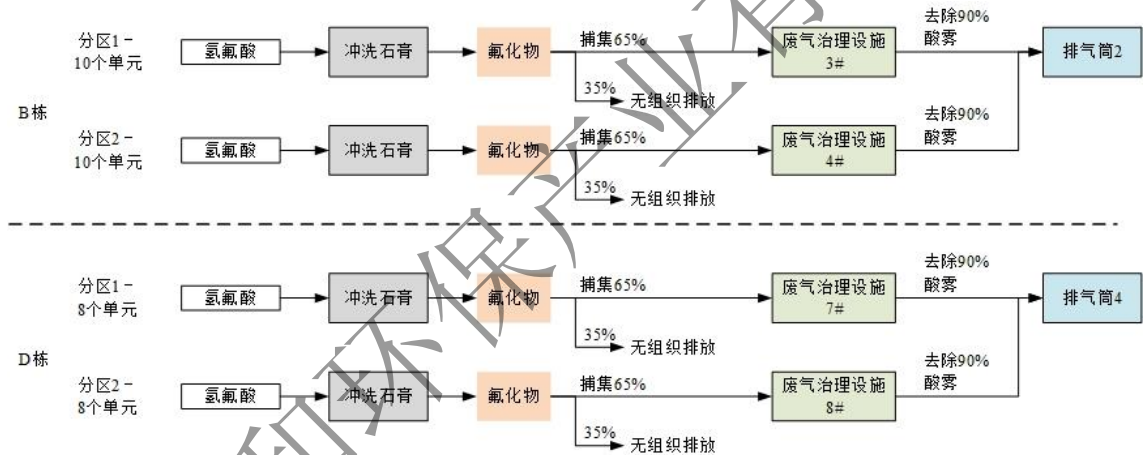 分区1-
10个单元
氢氟酸
冲洗石膏
氟化物
捕集65%
废气治理设施
3#
去除90%
酸雾
排气筒2
35%
无组织排放
B栋
分区2-
10个单元
氢氟酸
冲洗石膏
氟化物
捕集65%
废气治理设施
4#
去除90%
酸雾
35%
无组织排放
分区1-
8个单元
氢氟酸
冲洗石膏
氟化物
捕集65%
废气治理设施
7#
去除90%
酸雾
排气筒4
35%
无组织排放
D栋
分区2-
8个单元
氢氟酸
冲洗石膏
氟化物
捕集65%
废气治理设施
8#
去除90%
酸雾
35%
无组织排放
和环保产业有